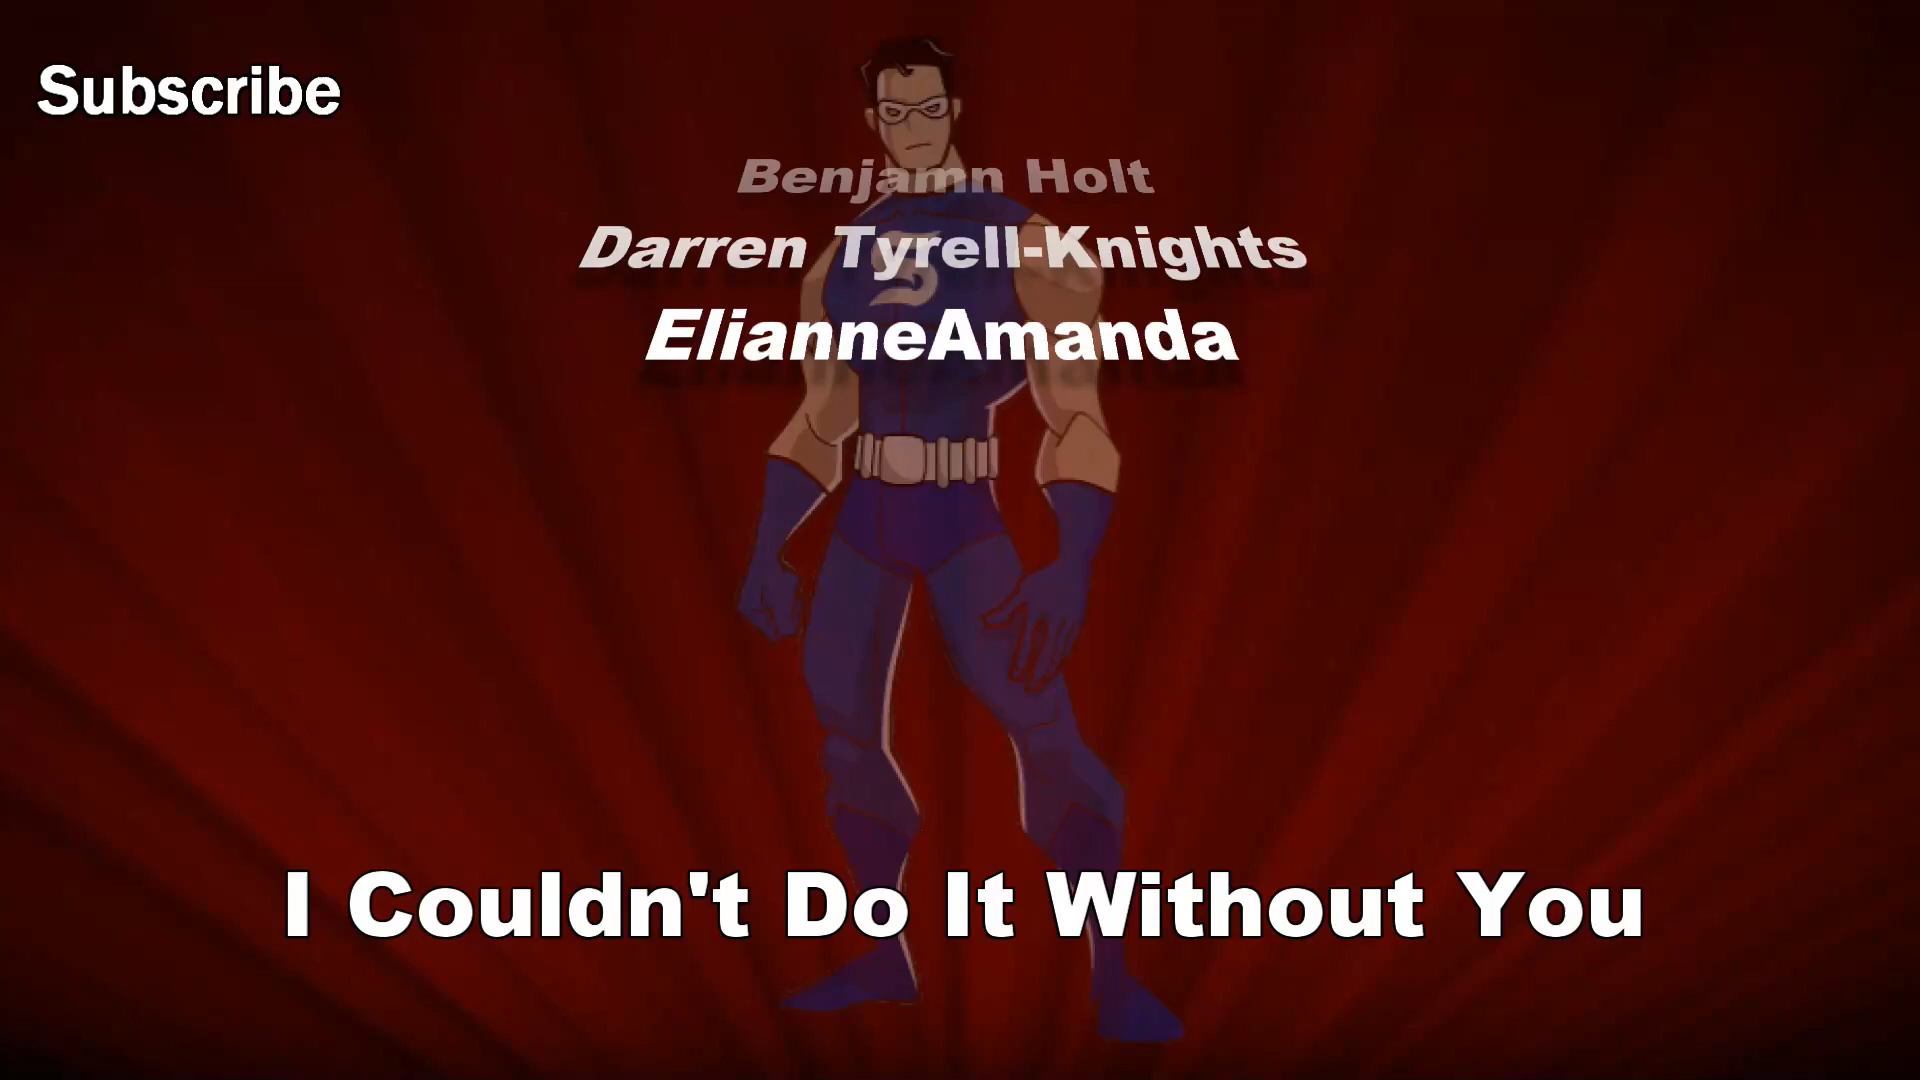 Subscribe
Benjamn Holt
Darren Tyrell-Knights
S
ElianneAmanda
I Couldn't Do It Without You